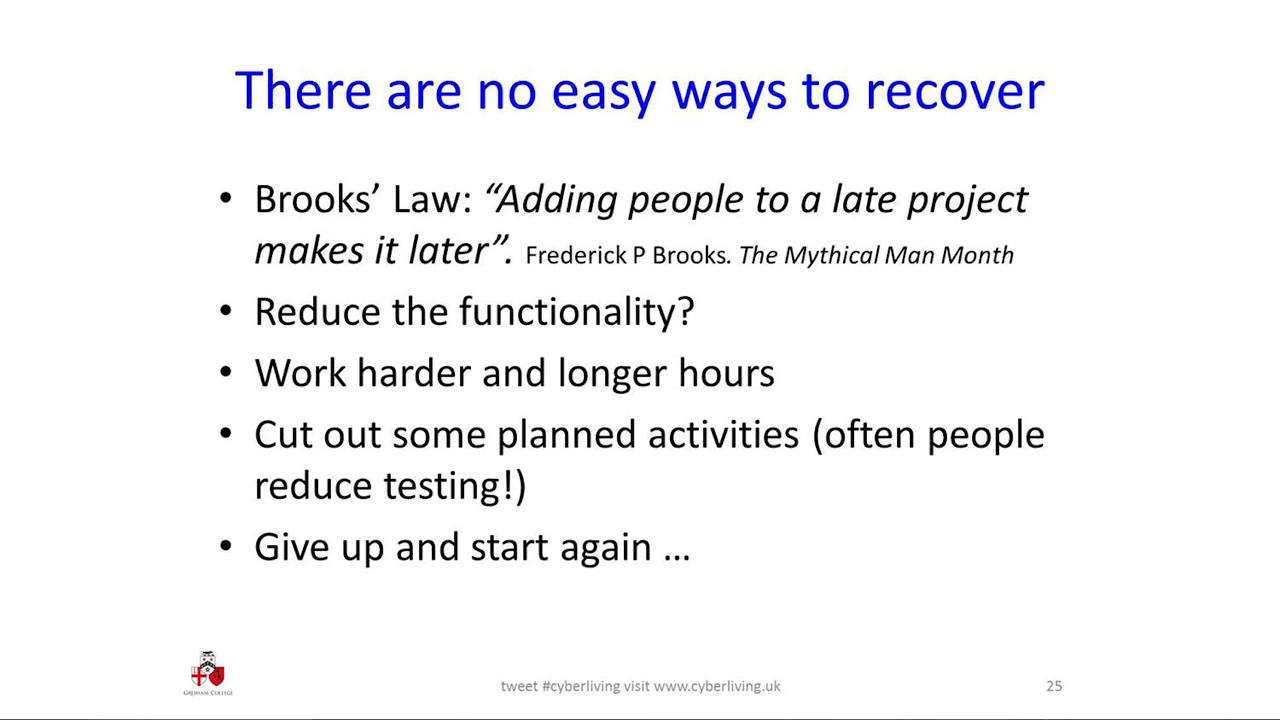 There are no easy ways to recover
• Brooks’ Law: “Adding people to a late project
makes it later”. Frederick P Brooks. The Mythical Man Month
• Reduce the functionality?
• Work harder and longer hours
• Cut out some planned activities (often people
reduce testing!)
• Give up and start again …
GRESHAM COLLEGE
tweet #cyberliving visit www.cyberliving.uk
25